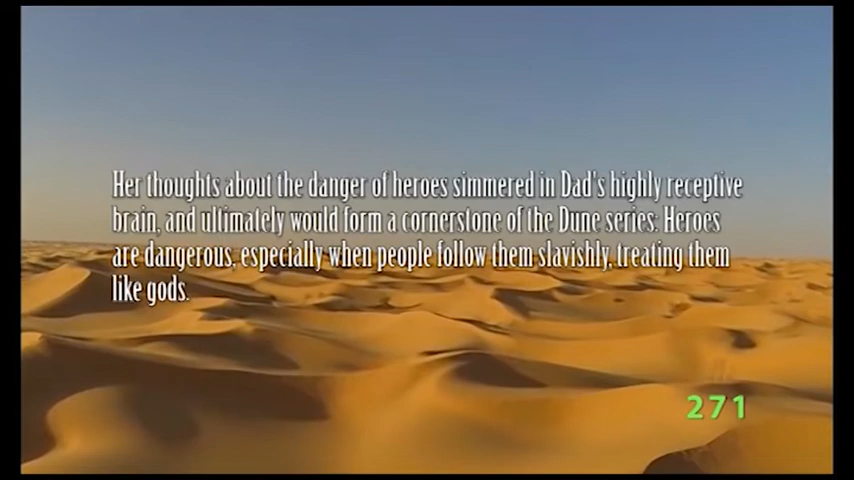 Her thoughts about the danger of heroes simmered in Dad's highly receptive
brain, and ultimately would form a cornerstone of the Dune series: Heroes
are dangerous, especially when people follow them slavishly, treating them
like gods.
271